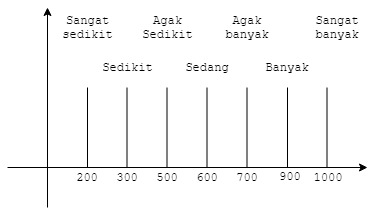 Sangat Agak Agak Sangat
sedikit Sedikit banyak banyak
Sedikit Sedang Banyak
200 300 500 600 700 900 1000